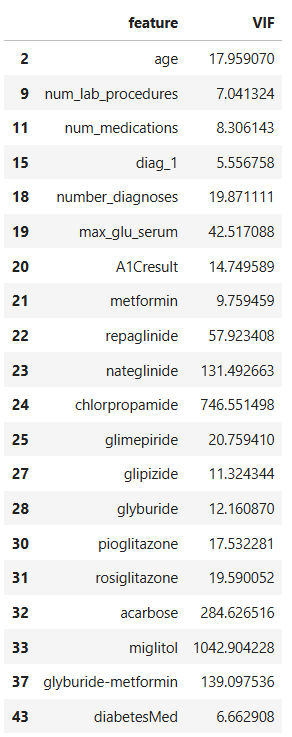 feature VIF
2 age 17.959070
9 num_lab_procedures 7.041324
11 num_medications 8.306143
15 diag_1 5.556758
18 number_diagnoses 19.871111
19 max_glu_serum 42.517088
20 A1Cresult 14.749589
21 metformin 9.759459
22 repaglinide 57.923408
23 nateglinide 131.492663
24 chlorpropamide 746.551498
25 glimepiride 20.759410
27 glipizide 11.324344
28 glyburide 12.160870
30 pioglitazone 17.532281
31 rosiglitazone 19.590052
32 acarbose 284.626516
33 miglitol 1042.904228
37 glyburide-metformin 139.097536
43 diabetesMed 6.662908